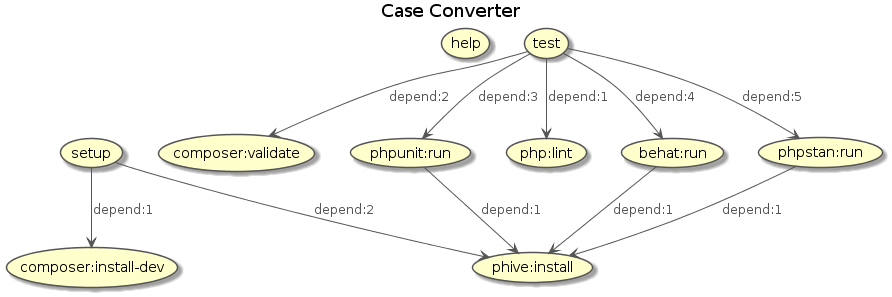 Case Converter
help
test
depend:2
depend:3
depend:1
depend:4
depend:5
setup
composer:validate
phpunit:run
php:lint
behat:run
phpstan:run
depend:1
depend:2
depend:1
depend:1
depend:1
composer:install-dev
phive:install